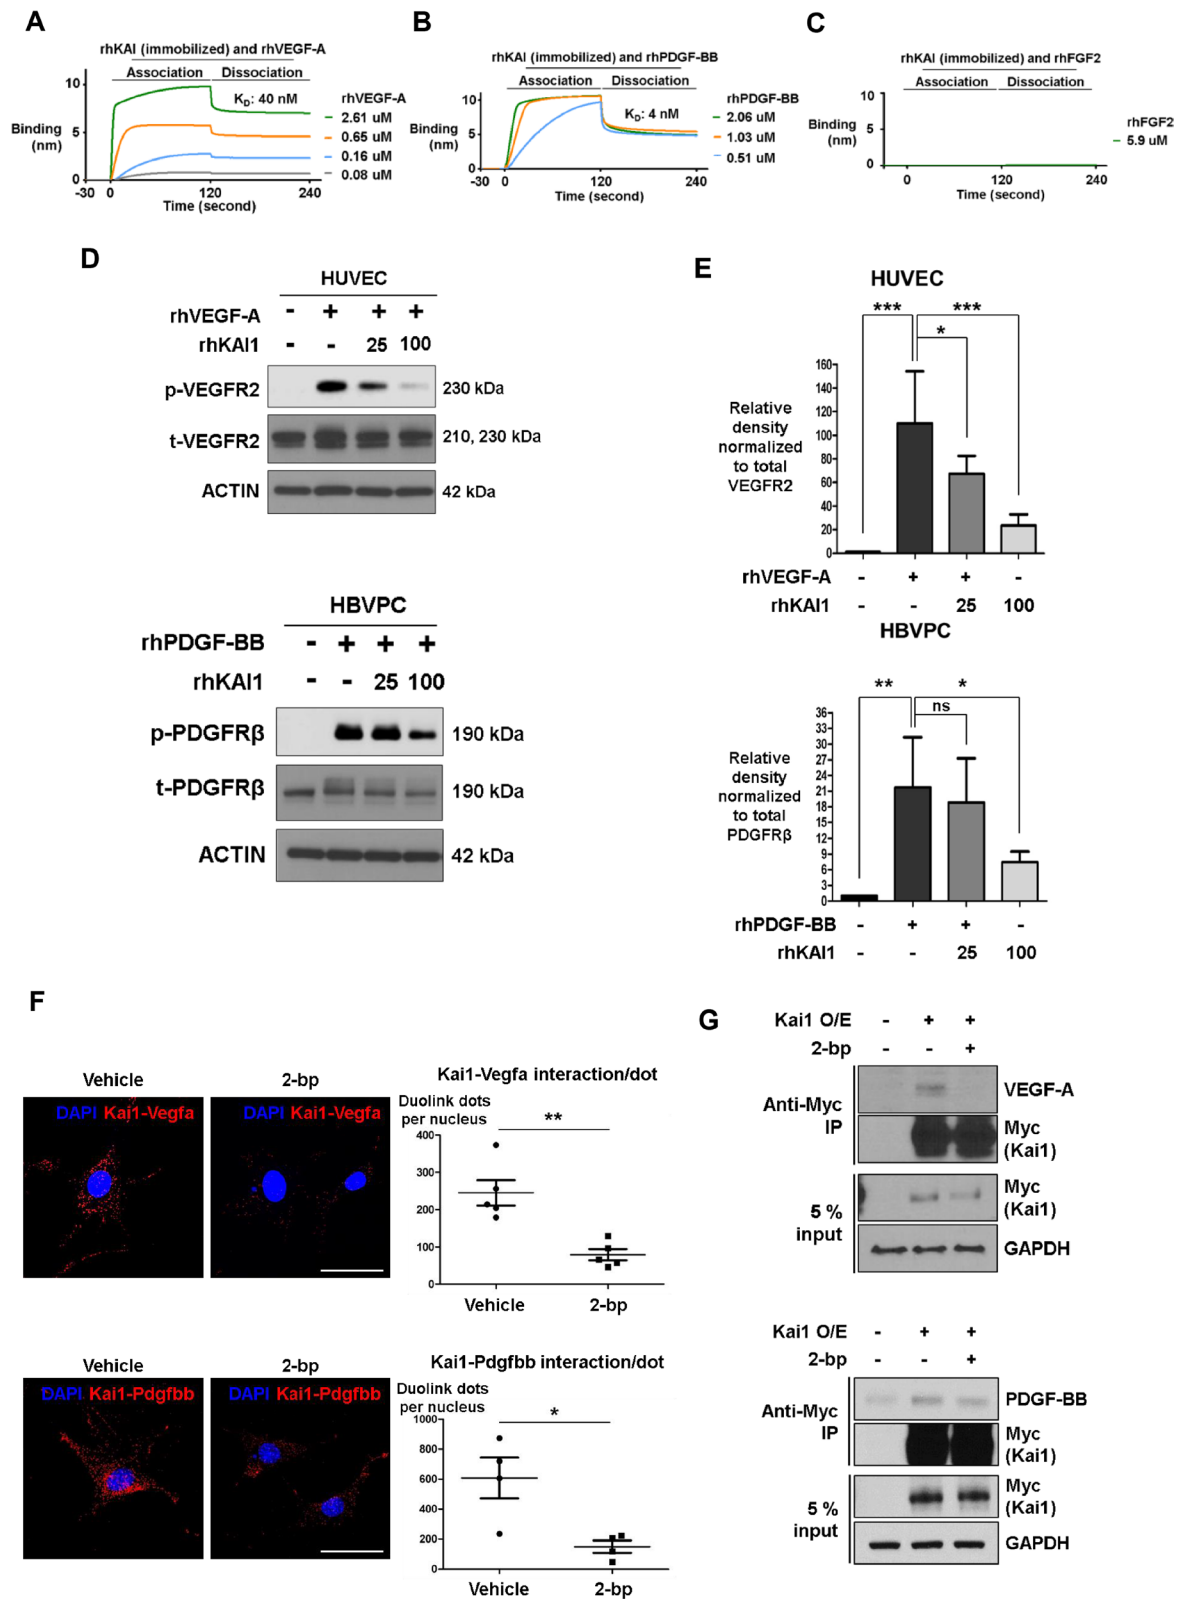 A
rhKAI (immobilized) and rhVEGF-A
Association Dissociation
10
5
0
Binding
(nm)
K_D: 40 nM
rhVEGF-A
2.61 uM
0.65 uM
0.16 uM
0.08 uM
-30 0 120 240
Time (second)
B
rhKAI (immobilized) and rhPDGF-BB
Association Dissociation
10
5
0
Binding
(nm)
K_D: 4 nM
rhPDGF-BB
2.06 uM
1.03 uM
0.51 uM
-30 0 120 240
Time (second)
C
rhKAI (immobilized) and rhFGF2
Association Dissociation
10
5
0
Binding
(nm)
rhFGF2
5.9 uM
-30 0 120 240
Time (second)
D
HUVEC
rhVEGF-A - + + +
rhKAI1 - - 25 100
p-VEGFR2 230 kDa
t-VEGFR2 210, 230 kDa
ACTIN 42 kDa
HBVPC
rhPDGF-BB - + + +
rhKAI1 - - 25 100
p-PDGFRβ 190 kDa
t-PDGFRβ 190 kDa
ACTIN 42 kDa
E
HUVEC
*** ***
*
Relative
density
normalized
to total
VEGFR2
160
140
120
100
80
60
40
20
0
rhVEGF-A - + + -
rhKAI1 - - 25 100
HBVPC
** *
ns
Relative
density
normalized
to total
PDGFRβ
36
33
30
27
24
21
18
15
12
9
6
3
0
rhPDGF-BB - + + -
rhKAI1 - - 25 100
F
Vehicle 2-bp
DAPI Kai1-Vegfa DAPI Kai1-Vegfa
Kai1-Vegfa interaction/dot
Duolink dots
per nucleus
**
400
300
200
100
0
Vehicle 2-bp
Vehicle 2-bp
DAPI Kai1-Pdgfbb DAPI Kai1-Pdgfbb
Kai1-Pdgfbb interaction/dot
Duolink dots
per nucleus
*
1000
800
600
400
200
0
Vehicle 2-bp
G
Kai1 O/E - + +
2-bp - - +
Anti-Myc
IP
VEGF-A
Myc
(Kai1)
5 %
input
Myc
(Kai1)
GAPDH
Kai1 O/E - + +
2-bp - - +
Anti-Myc
IP
PDGF-BB
Myc
(Kai1)
5 %
input
Myc
(Kai1)
GAPDH